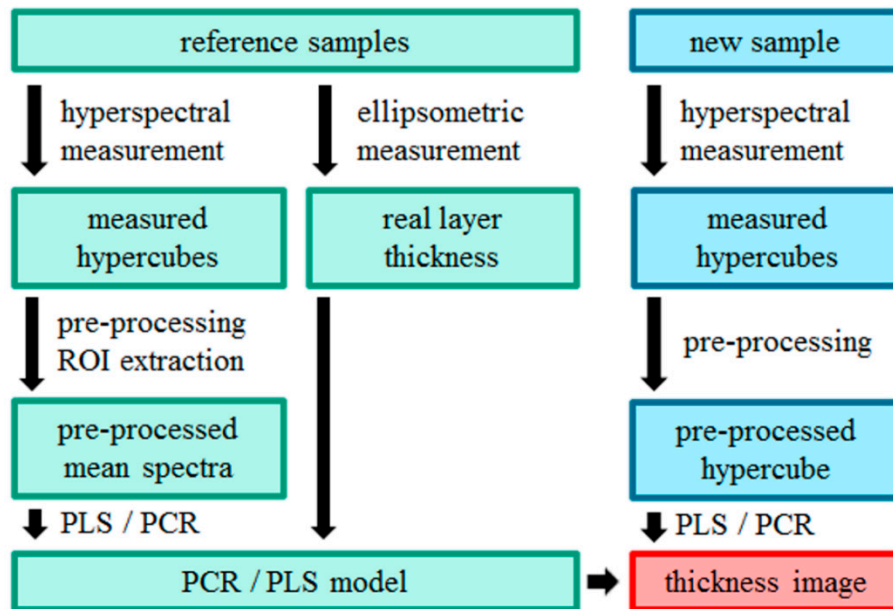 reference samples
new sample
hyperspectral
measurement
ellipsometric
measurement
hyperspectral
measurement
measured
hypercubes
real layer
thickness
measured
hypercubes
pre-processing
ROI extraction
pre-processing
pre-processed
mean spectra
pre-processed
hypercube
PLS / PCR
PLS / PCR
PCR / PLS model
thickness image